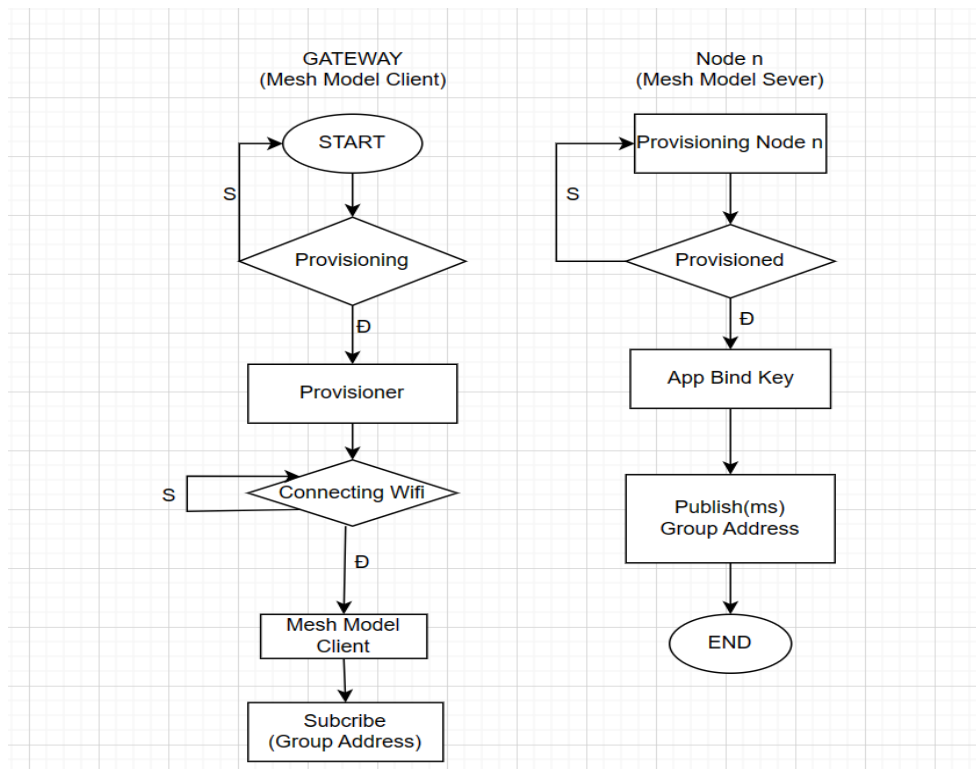 GATEWAY
(Mesh Model Client)
START
S
Provisioning
Đ
Provisioner
S
Connecting Wifi
Đ
Mesh Model
Client
Subcribe
(Group Address)
Node n
(Mesh Model Sever)
Provisioning Node n
S
Provisioned
Đ
App Bind Key
Publish(ms)
Group Address
END